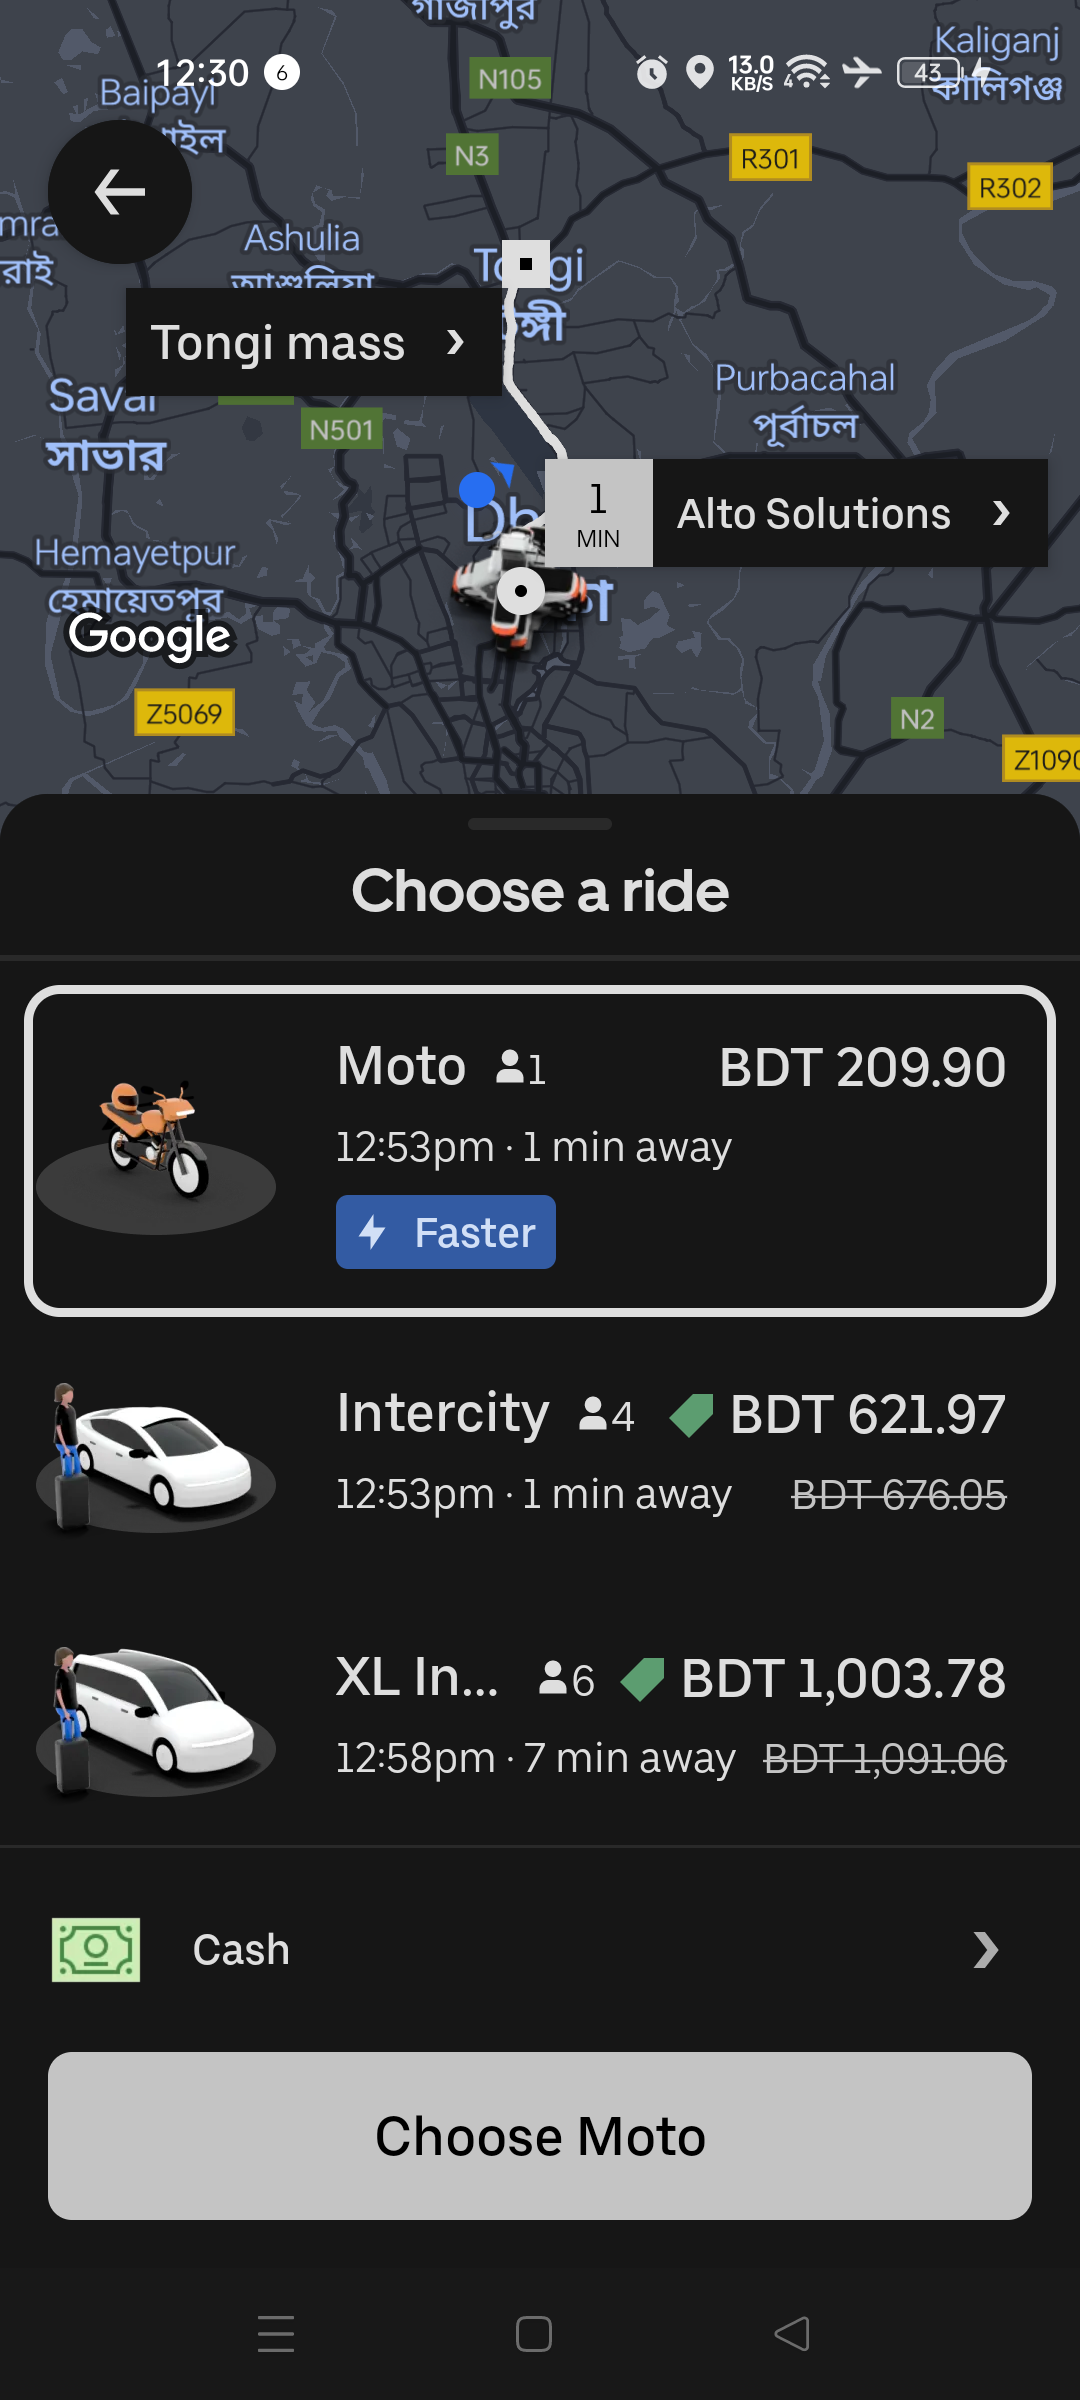 গাজীপুর
Kaliganj
কালিগঞ্জ
12:30
6
13.0
KB/S
4
43
N105
Baipayl
N3
R301
R302
Ashulia
আশুলিয়া
Tongi mass ›
Savar
সাভার
N501
Purbacahal
পূর্বাচল
1
MIN
Alto Solutions ›
Hemayetpur
হেমায়েতপুর
Google
Z5069
N2
Choose a ride
Moto 1 BDT 209.90
12:53pm · 1 min away
Faster
Intercity 4 BDT 621.97
12:53pm · 1 min away BDT 676.05
XL In... 6 BDT 1,003.78
12:58pm · 7 min away BDT 1,091.06
Cash
Choose Moto